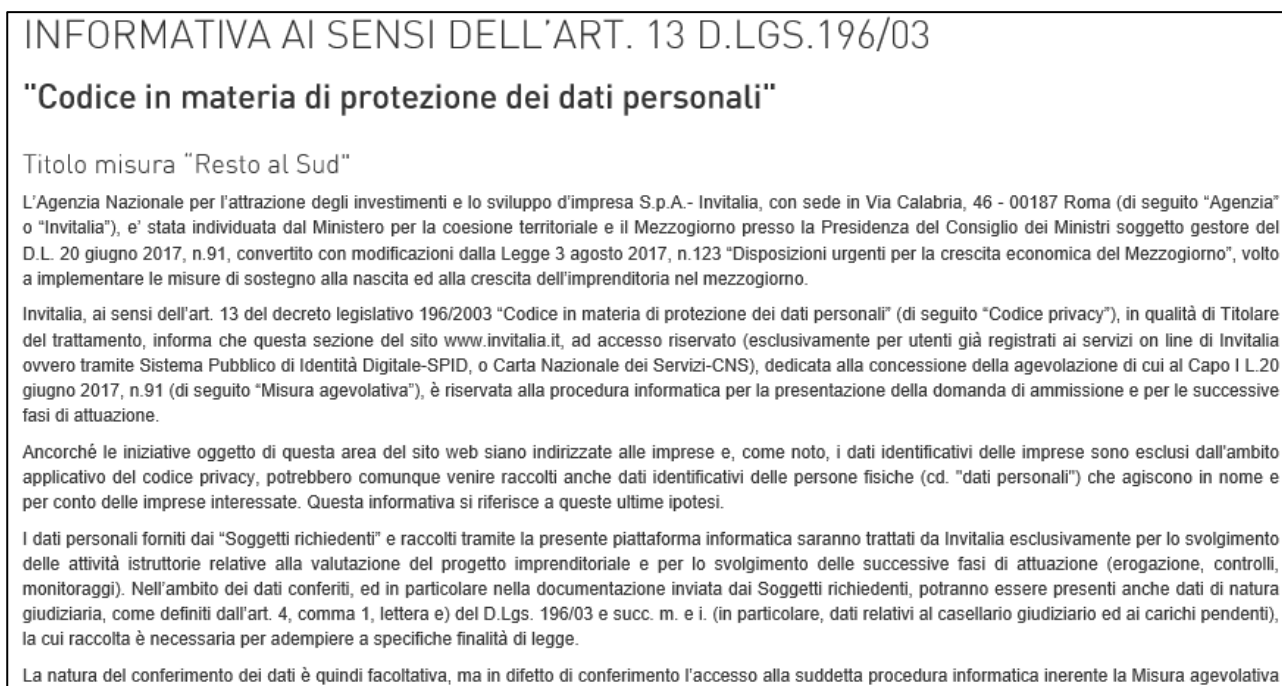 INFORMATIVA AI SENSI DELL'ART. 13 D.LGS.196/03
"Codice in materia di protezione dei dati personali"
Titolo misura “Resto al Sud"
L’Agenzia Nazionale per l’attrazione degli investimenti e lo sviluppo d’impresa S.p.A.- Invitalia, con sede in Via Calabria, 46 - 00187 Roma (di seguito “Agenzia”
o “Invitalia”), e’ stata individuata dal Ministero per la coesione territoriale e il Mezzogiorno presso la Presidenza del Consiglio dei Ministri soggetto gestore del
D.L. 20 giugno 2017, n.91, convertito con modificazioni dalla Legge 3 agosto 2017, n.123 “Disposizioni urgenti per la crescita economica del Mezzogiorno”, volto
a implementare le misure di sostegno alla nascita ed alla crescita dell’imprenditoria nel mezzogiorno.
Invitalia, ai sensi dell’art. 13 del decreto legislativo 196/2003 “Codice in materia di protezione dei dati personali” (di seguito “Codice privacy”), in qualità di Titolare
del trattamento, informa che questa sezione del sito www.invitalia.it, ad accesso riservato (esclusivamente per utenti già registrati ai servizi on line di Invitalia
ovvero tramite Sistema Pubblico di Identità Digitale-SPID, o Carta Nazionale dei Servizi-CNS), dedicata alla concessione della agevolazione di cui al Capo I L.20
giugno 2017, n.91 (di seguito “Misura agevolativa”), è riservata alla procedura informatica per la presentazione della domanda di ammissione e per le successive
fasi di attuazione.
Ancorché le iniziative oggetto di questa area del sito web siano indirizzate alle imprese e, come noto, i dati identificativi delle imprese sono esclusi dall’ambito
applicativo del codice privacy, potrebbero comunque venire raccolti anche dati identificativi delle persone fisiche (cd. "dati personali") che agiscono in nome e
per conto delle imprese interessate. Questa informativa si riferisce a queste ultime ipotesi.
I dati personali forniti dai “Soggetti richiedenti” e raccolti tramite la presente piattaforma informatica saranno trattati da Invitalia esclusivamente per lo svolgimento
delle attività istruttorie relative alla valutazione del progetto imprenditoriale e per lo svolgimento delle successive fasi di attuazione (erogazione, controlli,
monitoraggi). Nell’ambito dei dati conferiti, ed in particolare nella documentazione inviata dai Soggetti richiedenti, potranno essere presenti anche dati di natura
giudiziaria, come definiti dall’art. 4, comma 1, lettera e) del D.Lgs. 196/03 e succ. m. e i. (in particolare, dati relativi al casellario giudiziario ed ai carichi pendenti),
la cui raccolta è necessaria per adempiere a specifiche finalità di legge.
La natura del conferimento dei dati è quindi facoltativa, ma in difetto di conferimento l’accesso alla suddetta procedura informatica inerente la Misura agevolativa